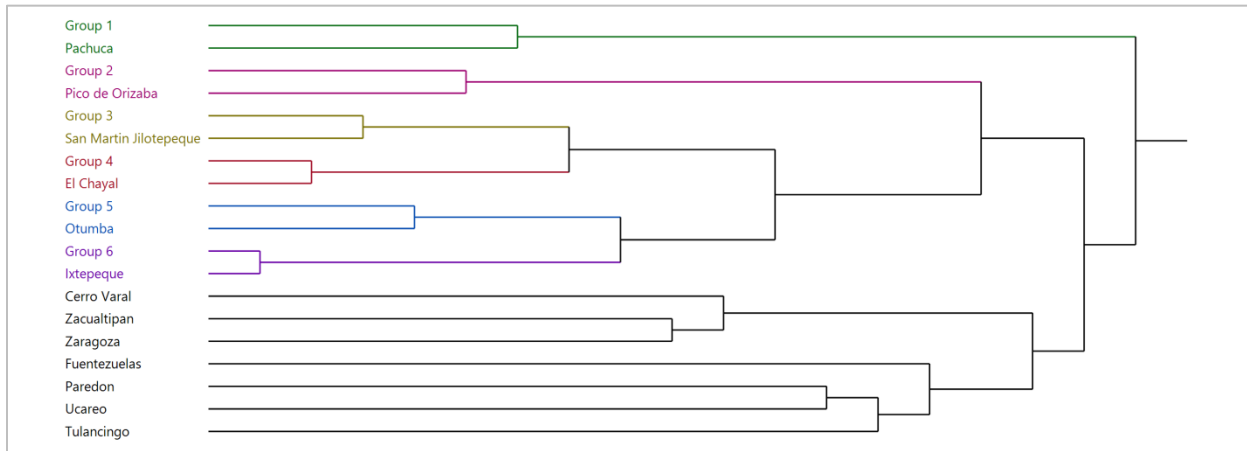 Group 1
Pachuca
Group 2
Pico de Orizaba
Group 3
San Martin Jilotepeque
Group 4
El Chayal
Group 5
Otumba
Group 6
Ixtepeque
Cerro Varal
Zacualtipan
Zaragoza
Fuentezuelas
Paredon
Ucareo
Tulancingo